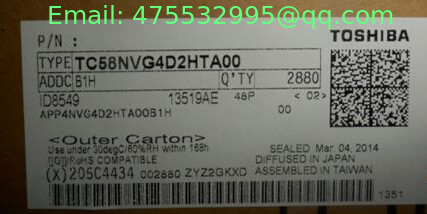 Email: 475532995@qq.com
P/N :
TOSHIBA
TYPE TC58NVG4D2HTA00
ADDC B1H Q'TY 2880
ID8549 13519AE 48P < 02>
APP4NVG4D2HTA00B1H 00
<Outer Carton>
Use under 30degC/60%RH within 168h
SEALED Mar. 04, 2014
[[G]]/RoHS COMPATIBLE DIFFUSED IN JAPAN
(X)205C4434 002880 ZYZ2GKXD ASSEMBLED IN TAIWAN
1351